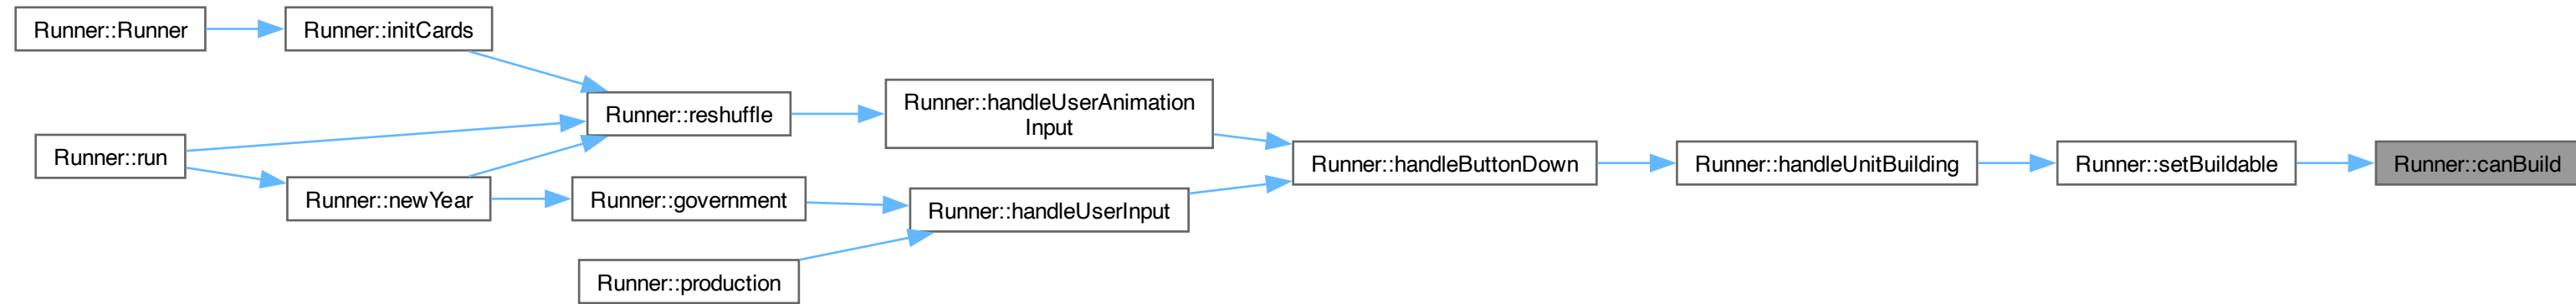 Runner::Runner
Runner::initCards
Runner::reshuffle
Runner::handleUserAnimation
Input
Runner::run
Runner::handleButtonDown
Runner::handleUnitBuilding
Runner::setBuildable
Runner::canBuild
Runner::newYear
Runner::government
Runner::handleUserInput
Runner::production